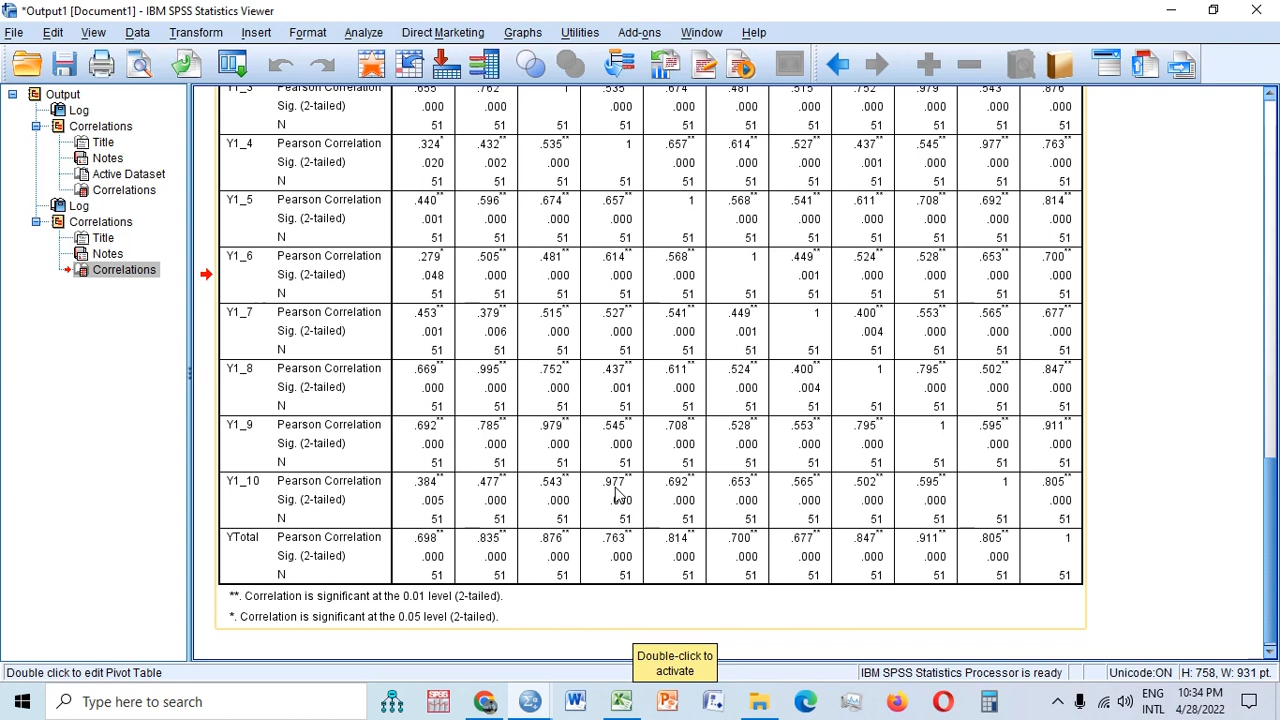 *Output1 [Document1] - IBM SPSS Statistics Viewer
File Edit View Data Transform Insert Format Analyze Direct Marketing Graphs Utilities Add-ons Window Help
Output
Log
Correlations
Title
Notes
Active Dataset
Correlations
Log
Correlations
Title
Notes
Correlations
Y1_3 Pearson Correlation .655** .762** 1 .535** .674** .481** .515** .752** .979** .543** .876**
Sig. (2-tailed) .000 .000 .000 .000 .000 .000 .000 .000 .000 .000
N 51 51 51 51 51 51 51 51 51 51 51
Y1_4 Pearson Correlation .324* .432** .535** 1 .657** .614** .527** .437** .545** .977** .763**
Sig. (2-tailed) .020 .002 .000 .000 .000 .000 .001 .000 .000 .000
N 51 51 51 51 51 51 51 51 51 51 51
Y1_5 Pearson Correlation .440** .596** .674** .657** 1 .568** .541** .611** .708** .692** .814**
Sig. (2-tailed) .001 .000 .000 .000 .000 .000 .000 .000 .000 .000
N 51 51 51 51 51 51 51 51 51 51 51
Y1_6 Pearson Correlation .279* .505** .481** .614** .568** 1 .449** .524** .528** .653** .700**
Sig. (2-tailed) .048 .000 .000 .000 .000 .001 .000 .000 .000 .000
N 51 51 51 51 51 51 51 51 51 51 51
Y1_7 Pearson Correlation .453** .379** .515** .527** .541** .449** 1 .400** .553** .565** .677**
Sig. (2-tailed) .001 .006 .000 .000 .000 .001 .004 .000 .000 .000
N 51 51 51 51 51 51 51 51 51 51 51
Y1_8 Pearson Correlation .669** .995** .752** .437** .611** .524** .400** 1 .795** .502** .847**
Sig. (2-tailed) .000 .000 .000 .001 .000 .000 .004 .000 .000 .000
N 51 51 51 51 51 51 51 51 51 51 51
Y1_9 Pearson Correlation .692** .785** .979** .545** .708** .528** .553** .795** 1 .595** .911**
Sig. (2-tailed) .000 .000 .000 .000 .000 .000 .000 .000 .000 .000
N 51 51 51 51 51 51 51 51 51 51 51
Y1_10 Pearson Correlation .384** .477** .543** .977** .692** .653** .565** .502** .595** 1 .805**
Sig. (2-tailed) .005 .000 .000 .000 .000 .000 .000 .000 .000 .000
N 51 51 51 51 51 51 51 51 51 51 51
YTotal Pearson Correlation .698** .835** .876** .763** .814** .700** .677** .847** .911** .805** 1
Sig. (2-tailed) .000 .000 .000 .000 .000 .000 .000 .000 .000 .000
N 51 51 51 51 51 51 51 51 51 51 51
**. Correlation is significant at the 0.01 level (2-tailed).
*. Correlation is significant at the 0.05 level (2-tailed).
Double-click to
activate
Double click to edit Pivot Table IBM SPSS Statistics Processor is ready Unicode:ON H: 758, W: 931 pt.
Type here to search
ENG
INTL
10:34 PM
4/28/2022